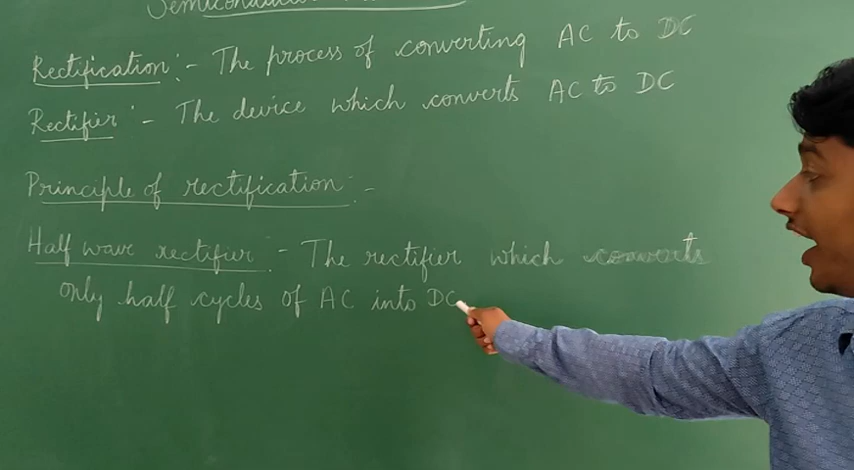 Rectification:- The process of converting AC to DC
Rectifier:- The device which converts AC to DC
Principle of rectification:-
Half wave rectifier:- The rectifier which converts
only half cycles of AC into DC